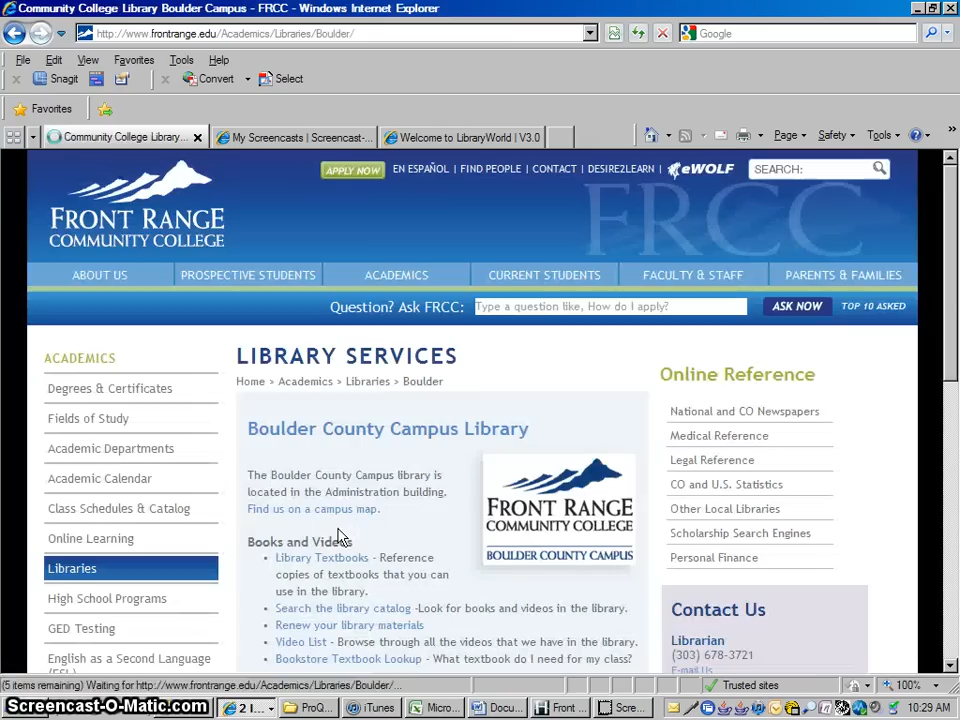 Community College Library Boulder Campus - FRCC - Windows Internet Explorer
http://www.frontrange.edu/Academics/Libraries/Boulder/
Google
File Edit View Favorites Tools Help
Snagit Convert Select
Favorites
Community College Library... My Screencasts | Screencast-... Welcome to LibraryWorld | V3.0 Page Safety Tools
FRONT RANGE
COMMUNITY COLLEGE
APPLY NOW EN ESPAÑOL | FIND PEOPLE | CONTACT | DESIRE2LEARN | eWOLF SEARCH:
FRCC
ABOUT US PROSPECTIVE STUDENTS ACADEMICS CURRENT STUDENTS FACULTY & STAFF PARENTS & FAMILIES
Question? Ask FRCC: Type a question like, How do I apply? ASK NOW TOP 10 ASKED
ACADEMICS
Degrees & Certificates
Fields of Study
Academic Departments
Academic Calendar
Class Schedules & Catalog
Online Learning
Libraries
High School Programs
GED Testing
English as a Second Language
(ESL)
LIBRARY SERVICES
Home > Academics > Libraries > Boulder
Boulder County Campus Library
The Boulder County Campus library is
located in the Administration building.
Find us on a campus map.
FRONT RANGE
COMMUNITY COLLEGE
BOULDER COUNTY CAMPUS
Books and Videos
Library Textbooks - Reference
copies of textbooks that you can
use in the library.
Search the library catalog -Look for books and videos in the library.
Renew your library materials
Video List - Browse through all the videos that we have in the library.
Bookstore Textbook Lookup - What textbook do I need for my class?
Online Reference
National and CO Newspapers
Medical Reference
Legal Reference
CO and U.S. Statistics
Other Local Libraries
Scholarship Search Engines
Personal Finance
Contact Us
Librarian
(303) 678-3721
E-mail Us
(5 items remaining) Waiting for http://www.frontrange.edu/Academics/Libraries/Boulder/... Trusted sites 100%
Screencast-O-Matic.com 2 I... ProQ... iTunes Micro... Docu... Front ... Scre... 10:29 AM